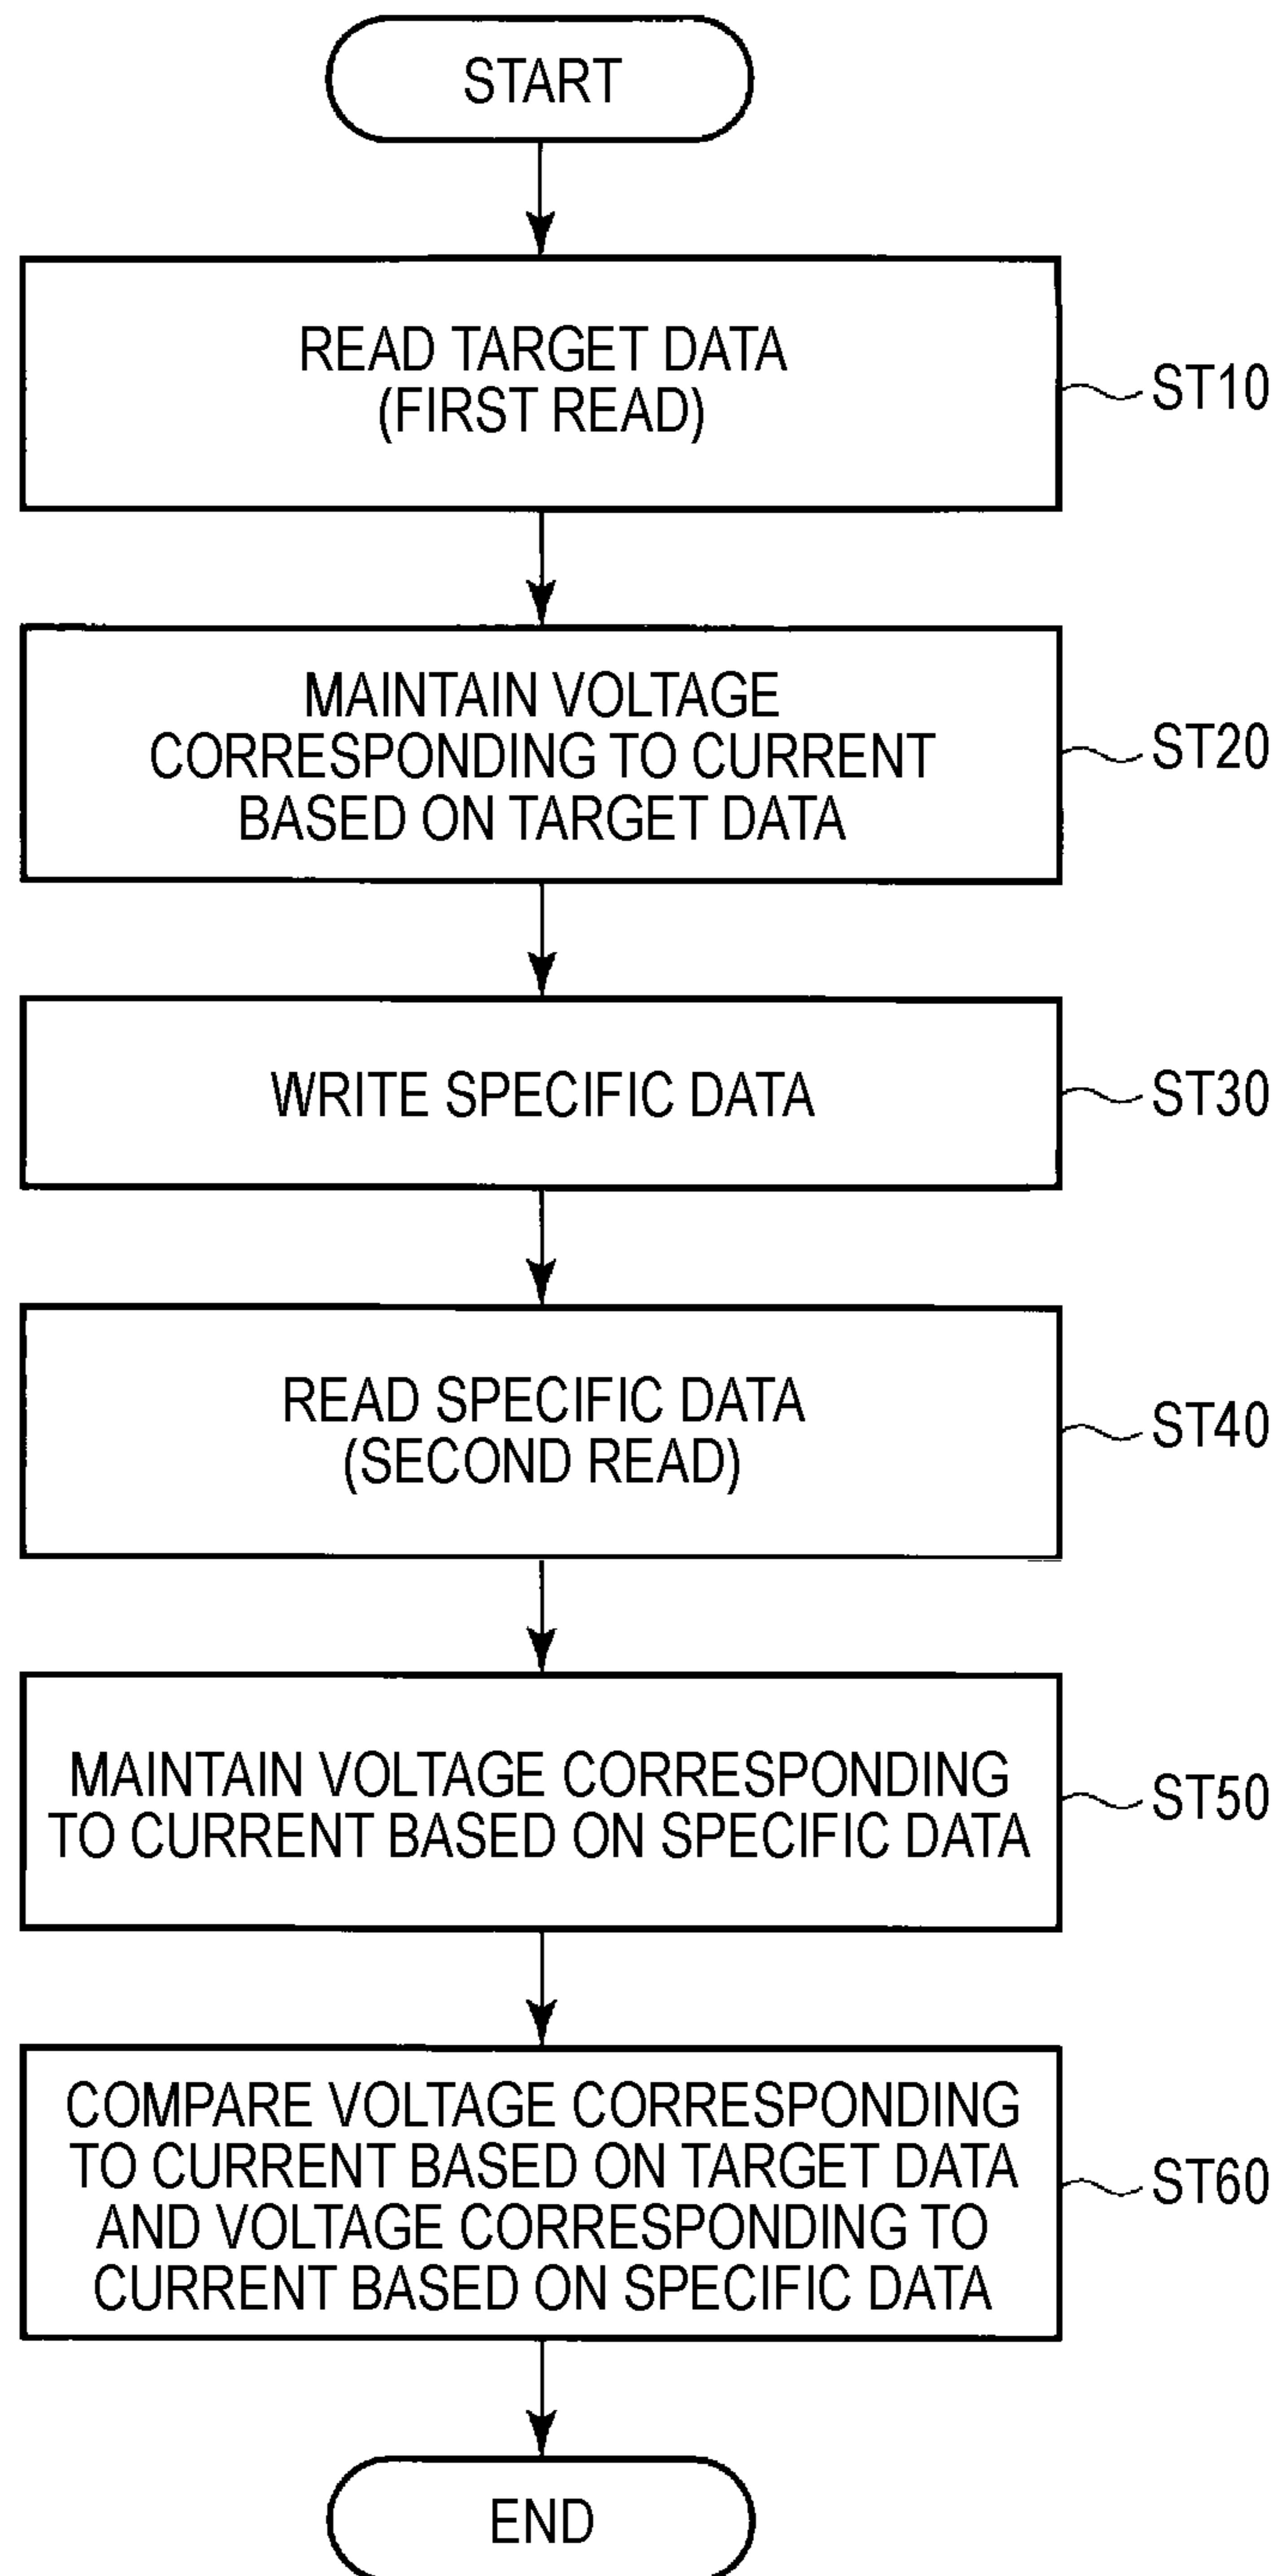 START
READ TARGET DATA
(FIRST READ)
ST10
MAINTAIN VOLTAGE
CORRESPONDING TO CURRENT
BASED ON TARGET DATA
ST20
WRITE SPECIFIC DATA
ST30
READ SPECIFIC DATA
(SECOND READ)
ST40
MAINTAIN VOLTAGE CORRESPONDING
TO CURRENT BASED ON SPECIFIC DATA
ST50
COMPARE VOLTAGE CORRESPONDING
TO CURRENT BASED ON TARGET DATA
AND VOLTAGE CORRESPONDING TO
CURRENT BASED ON SPECIFIC DATA
ST60
END